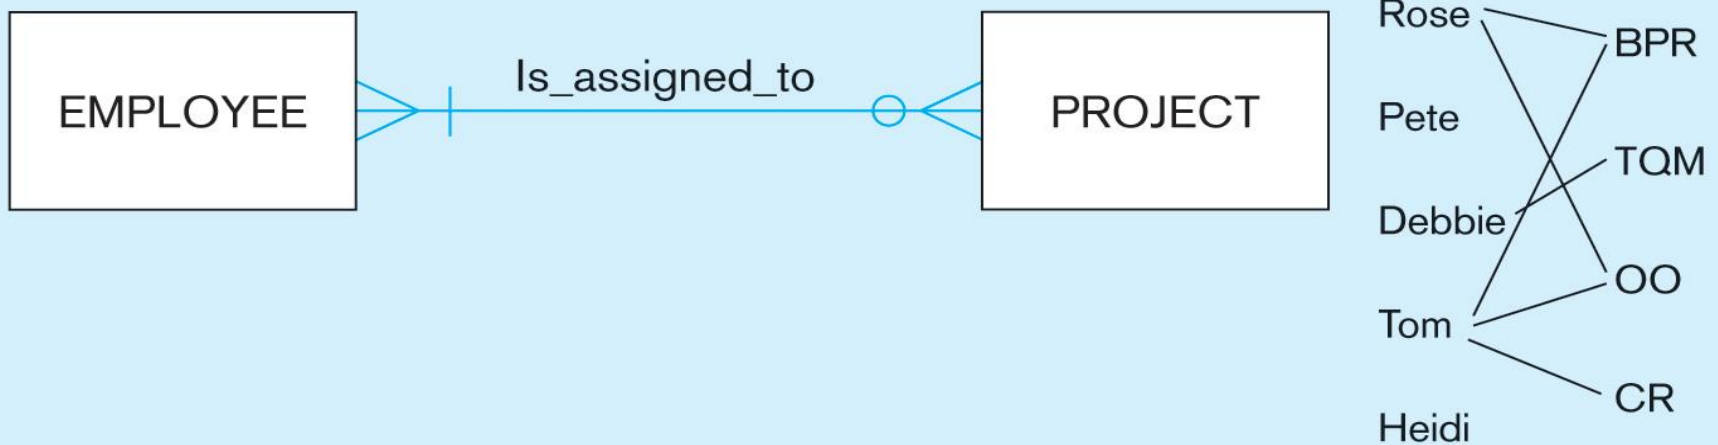 EMPLOYEE
Is_assigned_to
PROJECT
Rose
BPR
Pete
TQM
Debbie
OO
Tom
CR
Heidi